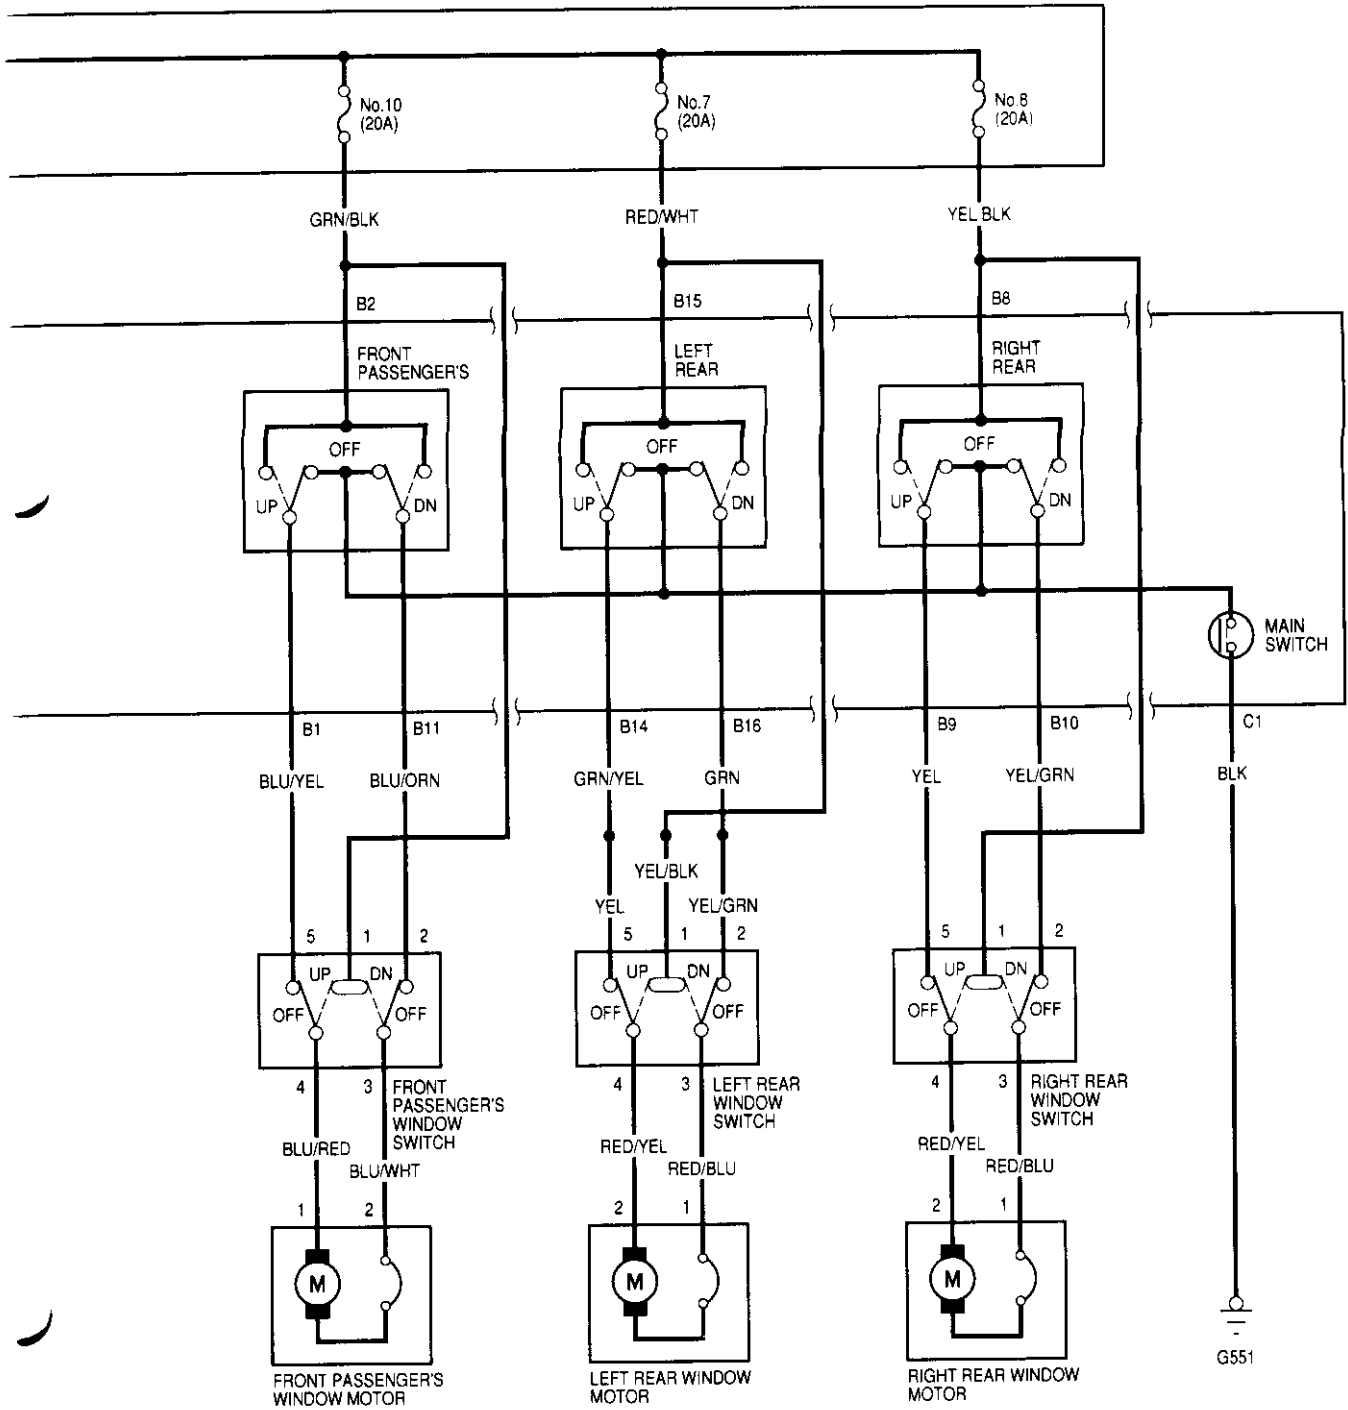 No.10
(20A)
No.7
(20A)
No.8
(20A)
GRN/BLK
RED/WHT
YEL BLK
B2
B15
B8
FRONT
PASSENGER'S
LEFT
REAR
RIGHT
REAR
OFF
OFF
OFF
UP
DN
UP
DN
UP
DN
MAIN
SWITCH
B1
B11
B14
B16
B9
B10
C1
BLU/YEL
BLU/ORN
GRN/YEL
GRN
YEL
YEL/GRN
BLK
YEL/BLK
YEL
YEL/GRN
5
1
2
5
1
2
5
1
2
UP
DN
UP
DN
UP
DN
OFF
OFF
OFF
OFF
OFF
OFF
4
3
FRONT
PASSENGER'S
WINDOW
SWITCH
4
3
LEFT REAR
WINDOW
SWITCH
4
3
RIGHT REAR
WINDOW
SWITCH
BLU/RED
BLU/WHT
RED/YEL
RED/BLU
RED/YEL
RED/BLU
1
2
2
1
2
1
M
M
M
FRONT PASSENGER'S
WINDOW MOTOR
LEFT REAR WINDOW
MOTOR
RIGHT REAR WINDOW
MOTOR
G551